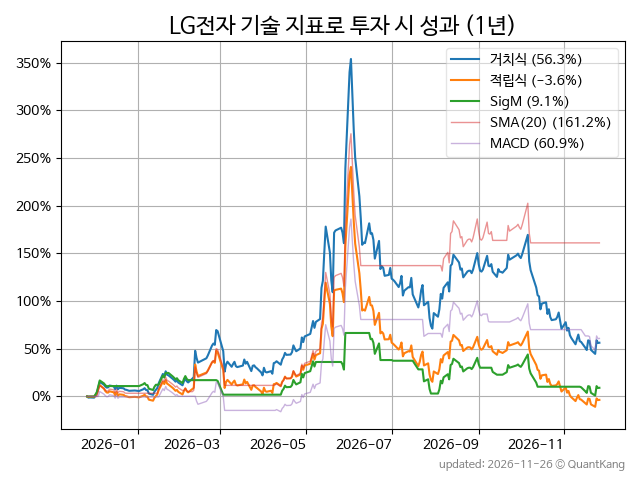 LG전자 기술 지표로 투자 시 성과 (1년)
거치식 (56.3%)
적립식 (−3.6%)
SigM (9.1%)
SMA(20) (161.2%)
MACD (60.9%)
350%
300%
250%
200%
150%
100%
50%
0%
2026-01 2026-03 2026-05 2026-07 2026-09 2026-11
updated: 2026-11-26 © QuantKang